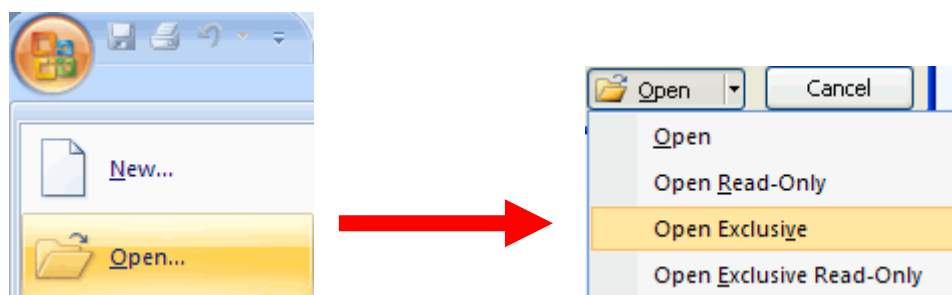 New...
Open...
Open
Cancel
Open
Open Read-Only
Open Exclusive
Open Exclusive Read-Only